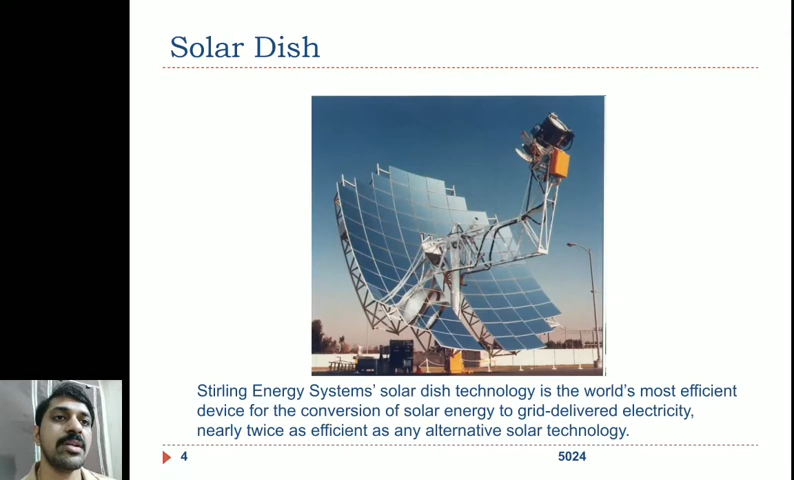 Solar Dish
Stirling Energy Systems’ solar dish technology is the world’s most efficient
device for the conversion of solar energy to grid-delivered electricity,
nearly twice as efficient as any alternative solar technology.
4
5024